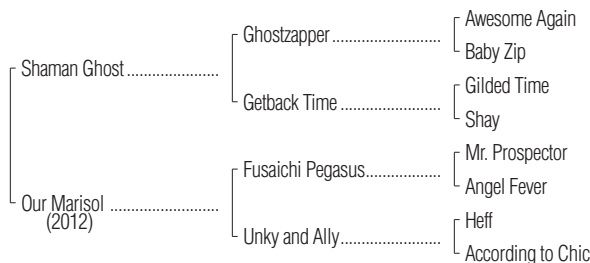 Awesome Again
Ghostzapper
Baby Zip
Shaman Ghost
Gilded Time
Getback Time
Shay
Mr. Prospector
Fusaichi Pegasus
Angel Fever
Our Marisol
(2012)
Heff
Unky and Ally
According to Chic